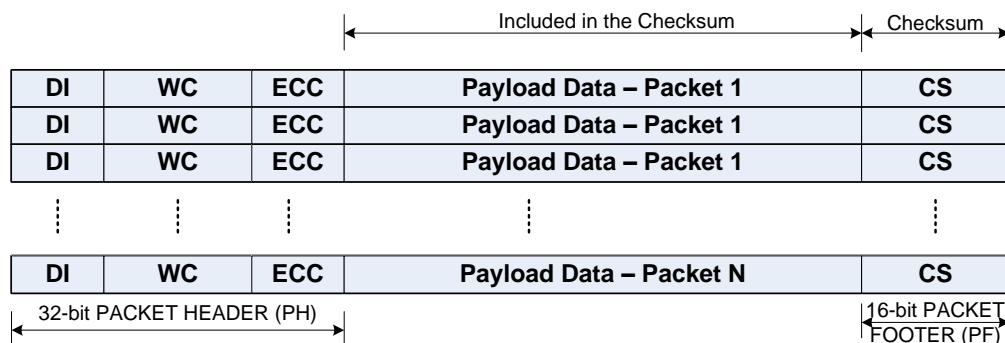 Included in the Checksum Checksum
DI WC ECC Payload Data – Packet 1 CS
DI WC ECC Payload Data – Packet 1 CS
DI WC ECC Payload Data – Packet 1 CS
DI WC ECC Payload Data – Packet N CS
32-bit PACKET HEADER (PH)
16-bit PACKET
FOOTER (PF)